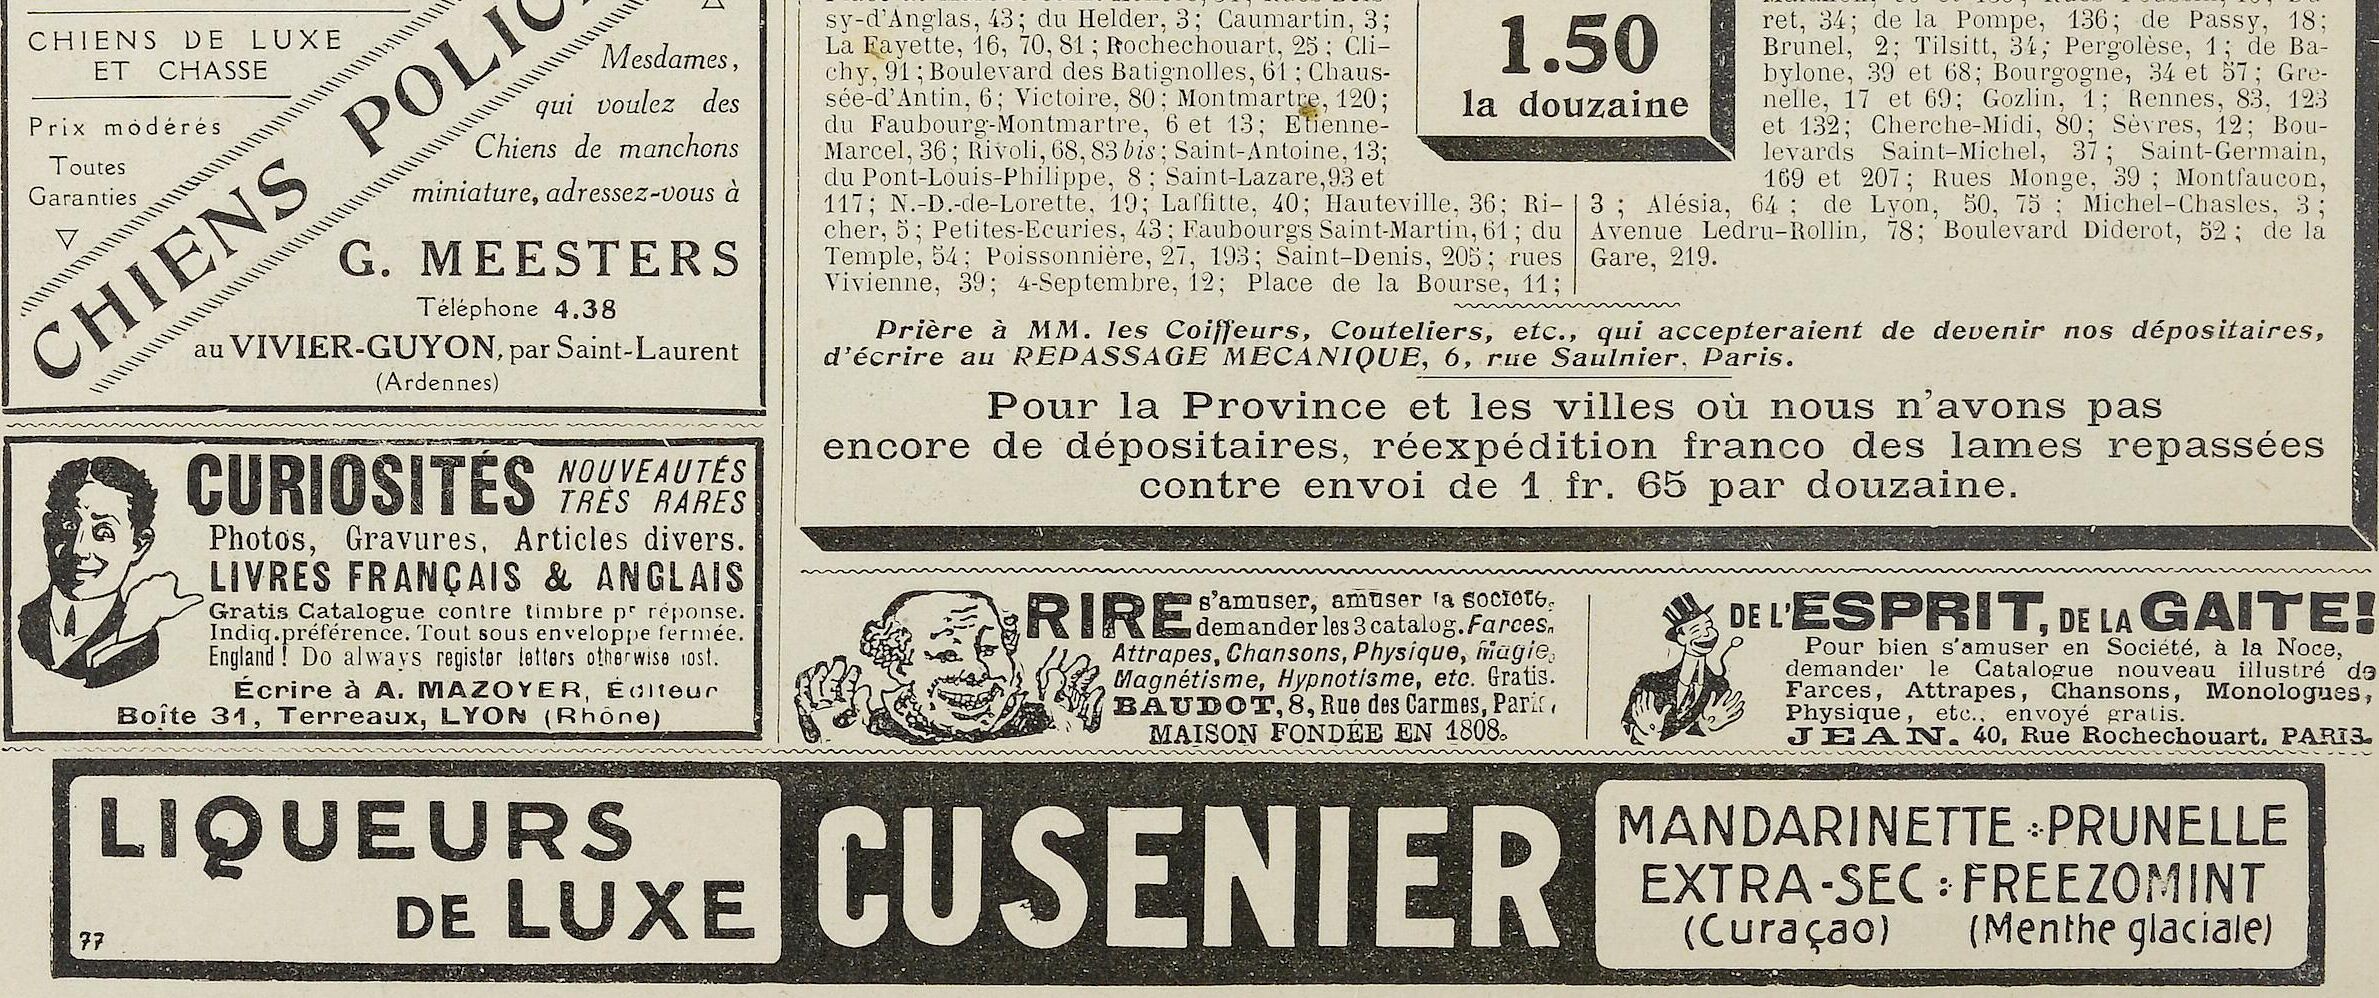 CHIENS DE LUXE
ET CHASSE
Prix modérés
Toutes
Garanties
CHIENS POLIC
Mesdames,
qui voulez des
Chiens de manchons
miniature, adressez-vous à
G. MEESTERS
Téléphone 4.38
au VIVIER-GUYON, par Saint-Laurent
(Ardennes)
CURIOSITÉS NOUVEAUTÉS
TRÈS RARES
Photos, Gravures, Articles divers.
LIVRES FRANÇAIS & ANGLAIS
Gratis Catalogue contre timbre pr réponse.
Indiq. préférence. Tout sous enveloppe fermée.
England! Do always register letters otherwise lost.
Écrire à A. MAZOYER, Éditeur
Boîte 31, Terreaux, LYON (Rhône)
sy-d'Anglas, 43; du Helder, 3; Caumartin, 3;
La Fayette, 16, 70, 81; Rochechouart, 25; Cli-
chy, 91; Boulevard des Batignolles, 61; Chaus-
sée-d'Antin, 6; Victoire, 80; Montmartre, 120;
du Faubourg-Montmartre, 6 et 13; Etienne-
Marcel, 36; Rivoli, 68, 83 bis; Saint-Antoine, 13;
du Pont-Louis-Philippe, 8; Saint-Lazare, 93 et
117; N.-D.-de-Lorette, 19; Laffitte, 40; Hauteville, 36; Ri-
cher, 5; Petites-Ecuries, 43; Faubourgs Saint-Martin, 61; du
Temple, 54; Poissonnière, 27, 193; Saint-Denis, 205; rues
Vivienne, 39; 4-Septembre, 12; Place de la Bourse, 11;
1.50
la douzaine
ret, 34; de la Pompe, 136; de Passy, 18;
Brunel, 2; Tilsitt, 34; Pergolèse, 1; de Ba-
bylone, 39 et 68; Bourgogne, 34 et 57; Gre-
nelle, 17 et 69; Gozlin, 1; Rennes, 83, 123
et 132; Cherche-Midi, 80; Sèvres, 12; Bou-
levards Saint-Michel, 37; Saint-Germain,
169 et 207; Rues Monge, 39; Montfaucon,
3; Alésia, 64; de Lyon, 50, 75; Michel-Chasles, 3;
Avenue Ledru-Rollin, 78; Boulevard Diderot, 52; de la
Gare, 219.
Prière à MM. les Coiffeurs, Couteliers, etc., qui accepteraient de devenir nos dépositaires,
d'écrire au REPASSAGE MECANIQUE, 6, rue Saulnier, Paris.
Pour la Province et les villes où nous n'avons pas
encore de dépositaires, réexpédition franco des lames repassées
contre envoi de 1 fr. 65 par douzaine.
RIRE s'amuser, amuser la société,
demander les 3 catalog. Farces,
Attrapes, Chansons, Physique, Magie,
Magnétisme, Hypnotisme, etc. Gratis.
BAUDOT, 8, Rue des Carmes, Paris,
MAISON FONDÉE EN 1808.
DE L'ESPRIT, DE LA GAITE!
Pour bien s'amuser en Société, à la Noce,
demander le Catalogue nouveau illustré de
Farces, Attrapes, Chansons, Monologues,
Physique, etc., envoyé gratis.
JEAN. 40, Rue Rochechouart. PARIS.
LIQUEURS
DE LUXE
77
CUSENIER
MANDARINETTE PRUNELLE
EXTRA-SEC FREEZOMINT
(Curaçao) (Menthe glaciale)